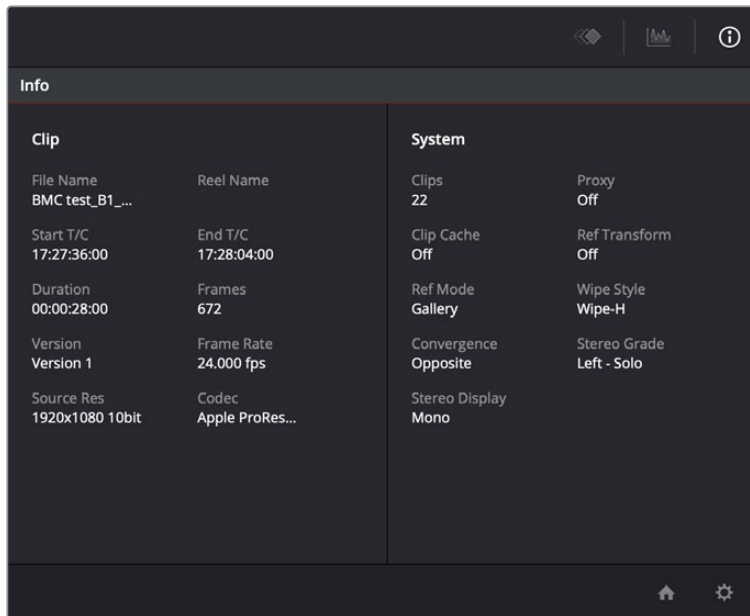 Info
Clip
File Name
BMC test_B1_...
Reel Name
Start T/C
17:27:36:00
End T/C
17:28:04:00
Duration
00:00:28:00
Frames
672
Version
Version 1
Frame Rate
24.000 fps
Source Res
1920x1080 10bit
Codec
Apple ProRes...
System
Clips
22
Proxy
Off
Clip Cache
Off
Ref Transform
Off
Ref Mode
Gallery
Wipe Style
Wipe-H
Convergence
Opposite
Stereo Grade
Left - Solo
Stereo Display
Mono